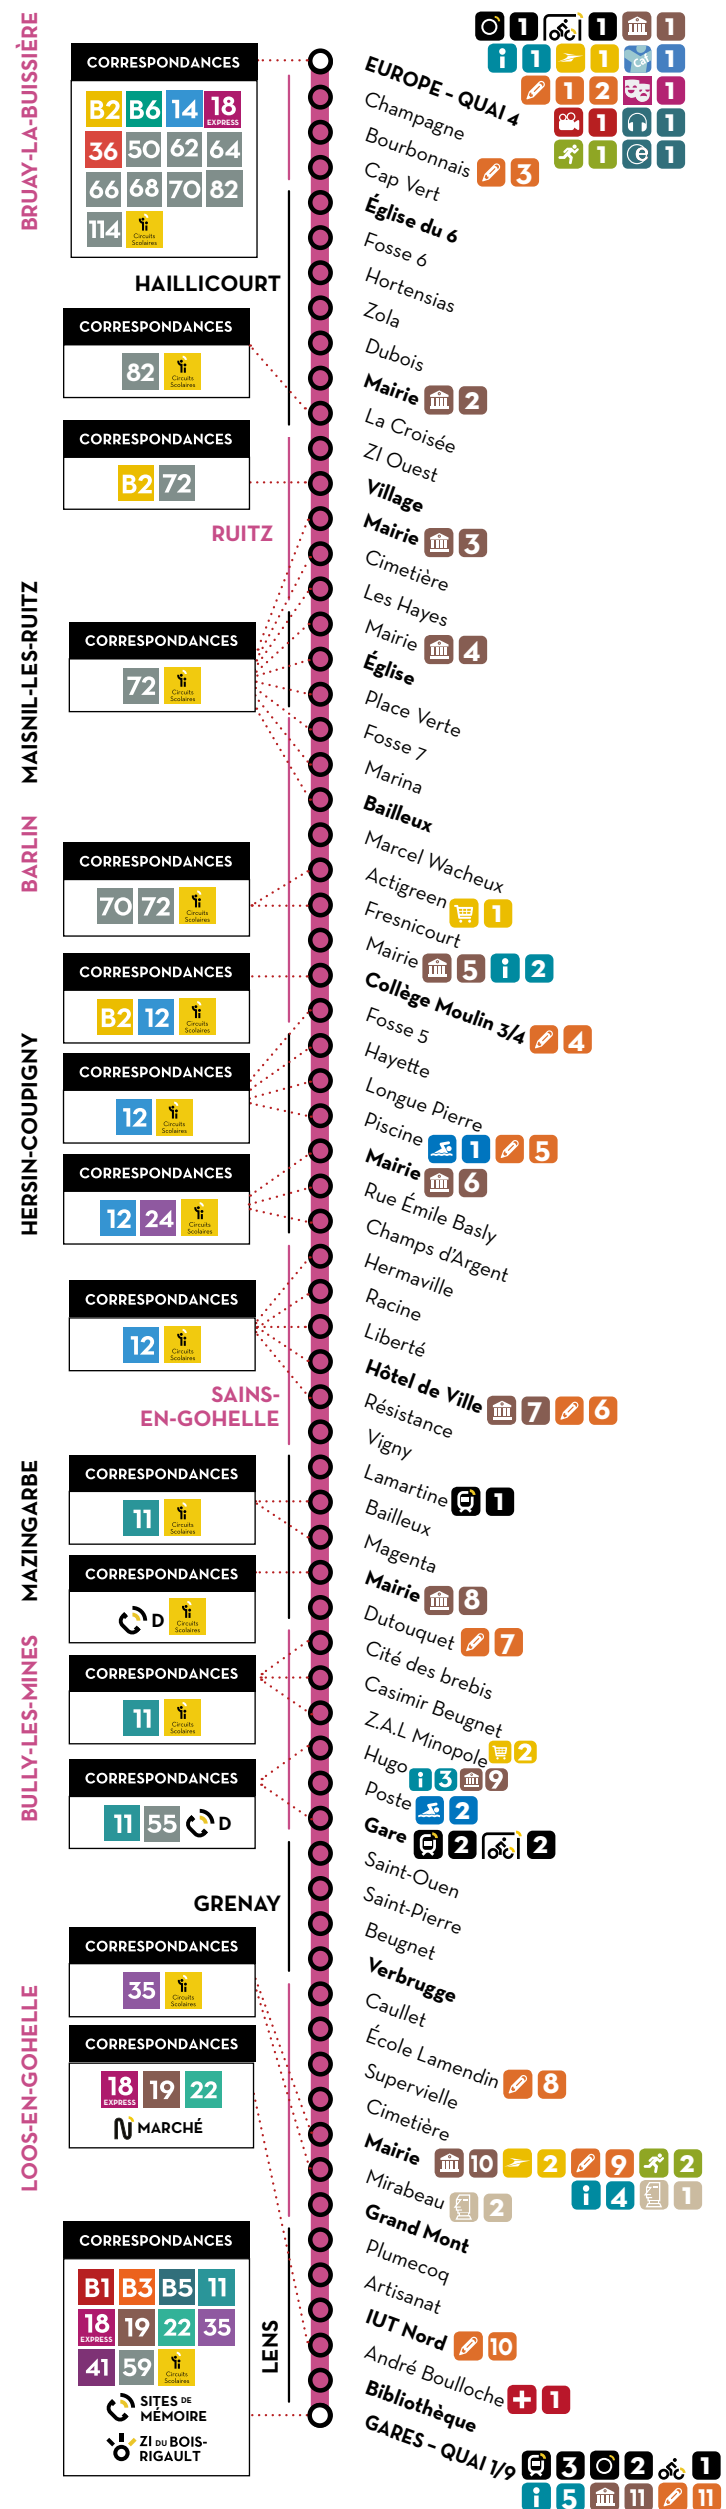 BRUAY-LA-BUISSIÈRE
CORRESPONDANCES
B2 B6 14 18 EXPRESS
36 50 62 64
66 68 70 82
114 Circuits Scolaires
HAILLICOURT
CORRESPONDANCES
82 Circuits Scolaires
CORRESPONDANCES
B2 72
RUITZ
MAISNIL-LES-RUITZ
CORRESPONDANCES
72 Circuits Scolaires
BARLIN
CORRESPONDANCES
70 72 Circuits Scolaires
CORRESPONDANCES
B2 12 Circuits Scolaires
HERSIN-COUPIGNY
CORRESPONDANCES
12 Circuits Scolaires
CORRESPONDANCES
12 24 Circuits Scolaires
CORRESPONDANCES
12 Circuits Scolaires
SAINS-
EN-GOHELLE
MAZINGARBE
CORRESPONDANCES
11 Circuits Scolaires
CORRESPONDANCES
D Circuits Scolaires
BULLY-LES-MINES
CORRESPONDANCES
11 Circuits Scolaires
CORRESPONDANCES
11 55 D
GRENAY
CORRESPONDANCES
35 Circuits Scolaires
LOOS-EN-GOHELLE
CORRESPONDANCES
18 EXPRESS 19 22
MARCHÉ
LENS
CORRESPONDANCES
B1 B3 B5 11
18 EXPRESS 19 22 35
41 59 Circuits Scolaires
SITES DE
MÉMOIRE
ZI DU BOIS-
RIGAULT
1 1 1
i 1 1 Caf 1
1 2 1
1 1
1 1
EUROPE – QUAI 4
Champagne
Bourbonnais 3
Cap Vert
Église du 6
Fosse 6
Hortensias
Zola
Dubois
Mairie 2
La Croisée
ZI Ouest
Village
Mairie 3
Cimetière
Les Hayes
Mairie 4
Église
Place Verte
Fosse 7
Marina
Bailleux
Marcel Wacheux
Actigreen 1
Fresnicourt
Mairie 5 i 2
Collège Moulin 3/4 4
Fosse 5
Hayette
Longue Pierre
Piscine 1 5
Mairie 6
Rue Émile Basly
Champs d'Argent
Hermaville
Racine
Liberté
Hôtel de Ville 7 6
Résistance
Vigny
Lamartine 1
Bailleux
Magenta
Mairie 8
Dutouquet 7
Cité des brebis
Casimir Beugnet
Z.A.L Minopole 2
Hugo i 3 9
Poste 2
Gare 2 2
Saint-Ouen
Saint-Pierre
Beugnet
Verbrugge
Caullet
École Lamendin 8
Supervielle
Cimetière
Mairie 10 2 9 2
i 4 1
Mirabeau 2
Grand Mont
Plumecoq
Artisanat
IUT Nord 10
André Boulloche 1
Bibliothèque
GARES – QUAI 1/9 3 2 1
i 5 11 11